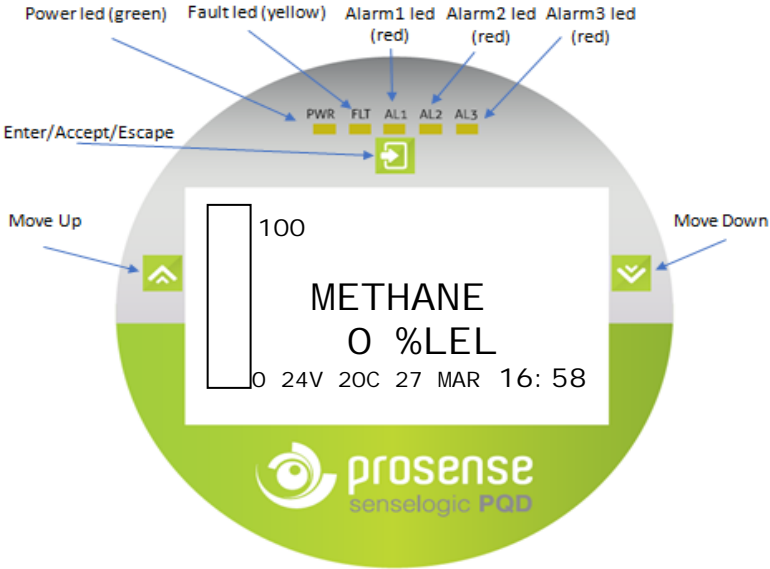 Power led (green)
Fault led (yellow)
Alarm1 led
(red)
Alarm2 led
(red)
Alarm3 led
(red)
PWR FLT AL1 AL2 AL3
Enter/Accept/Escape
Move Up
Move Down
100
METHANE
0 %LEL
0 24V 20C 27 MAR 16:58
prosense
senselogic PQD